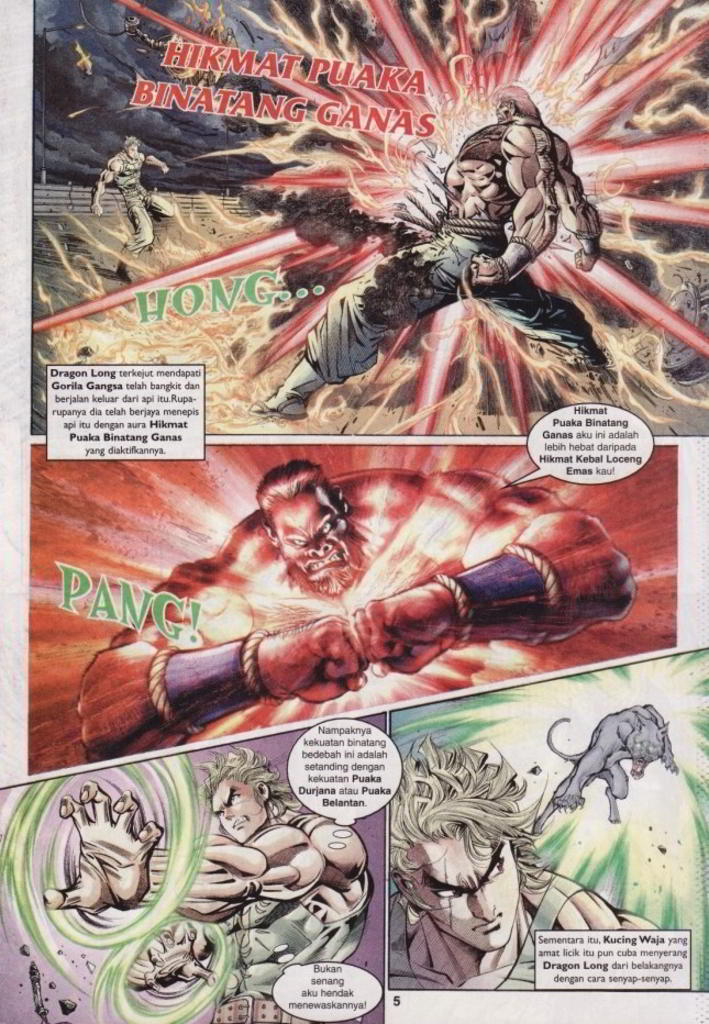 HIKMAT PUAKA
BINATANG GANAS
HONG...
Dragon Long terkejut mendapati
Gorila Gangsa telah bangkit dan
berjalan keluar dari api itu.Rupa-
rupanya dia telah berjaya menepis
api itu dengan aura Hikmat
Puaka Binatang Ganas
yang diaktifkannya.
Hikmat
Puaka Binatang
Ganas aku ini adalah
lebih hebat daripada
Hikmat Kebal Loceng
Emas kau!
PANG!
Nampaknya
kekuatan binatang
bedebah ini adalah
setanding dengan
kekuatan Puaka
Durjana atau Puaka
Belantan.
Bukan
senang
aku hendak
menewaskannya!
Sementara itu, Kucing Waja yang
amat licik itu pun cuba menyerang
Dragon Long dari belakangnya
dengan cara senyap-senyap.
5